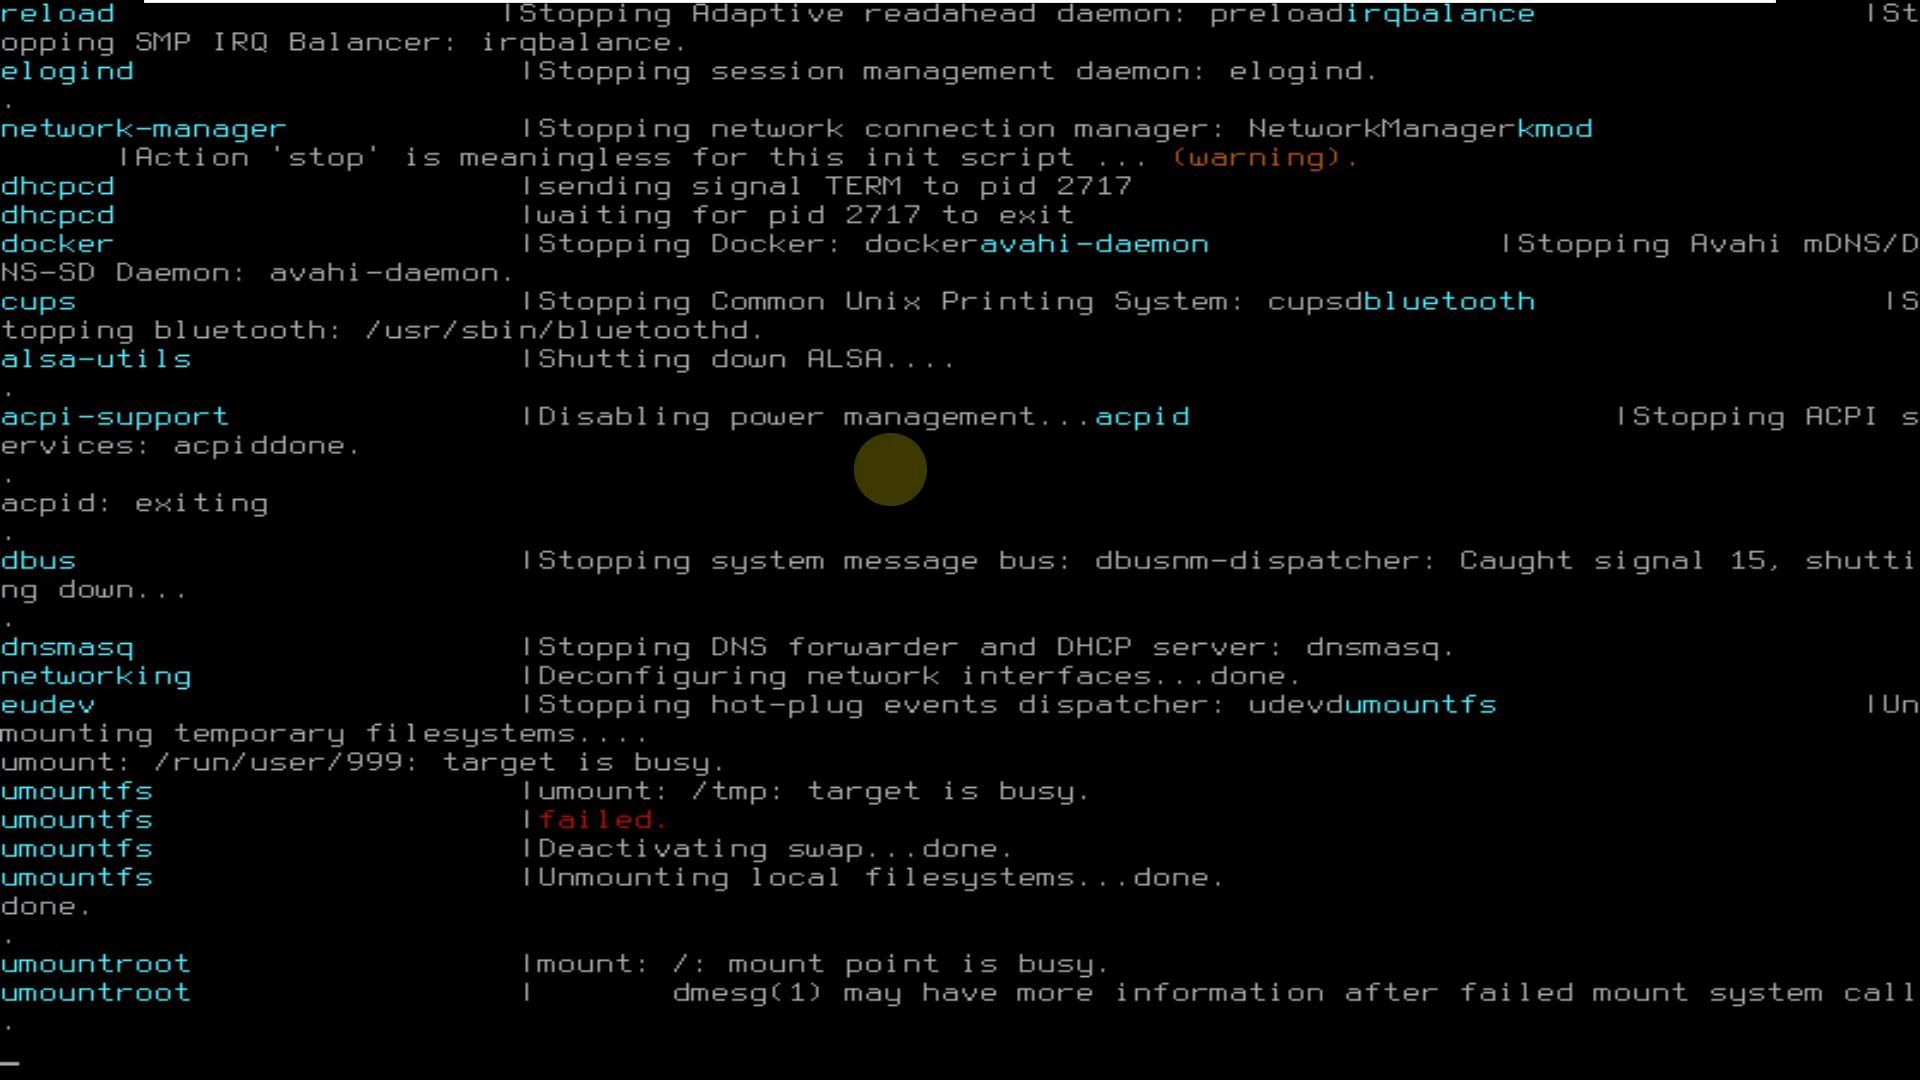 reload |Stopping Adaptive readahead daemon: preloadirqbalance |St
opping SMP IRQ Balancer: irqbalance.
elogind |Stopping session management daemon: elogind.
.
network-manager |Stopping network connection manager: NetworkManagerkmod
|Action 'stop' is meaningless for this init script ... (warning).
dhcpcd |sending signal TERM to pid 2717
dhcpcd |waiting for pid 2717 to exit
docker |Stopping Docker: dockeravahi-daemon |Stopping Avahi mDNS/D
NS-SD Daemon: avahi-daemon.
cups |Stopping Common Unix Printing System: cupsdbluetooth |S
topping bluetooth: /usr/sbin/bluetoothd.
alsa-utils |Shutting down ALSA....
.
acpi-support |Disabling power management...acpid |Stopping ACPI s
ervices: acpiddone.
.
acpid: exiting
.
dbus |Stopping system message bus: dbusnm-dispatcher: Caught signal 15, shutti
ng down...
.
dnsmasq |Stopping DNS forwarder and DHCP server: dnsmasq.
networking |Deconfiguring network interfaces...done.
eudev |Stopping hot-plug events dispatcher: udevdumountfs |Un
mounting temporary filesystems....
umount: /run/user/999: target is busy.
umountfs |umount: /tmp: target is busy.
umountfs |failed.
umountfs |Deactivating swap...done.
umountfs |Unmounting local filesystems...done.
done.
.
umountroot |mount: /: mount point is busy.
umountroot | dmesg(1) may have more information after failed mount system call
.
_